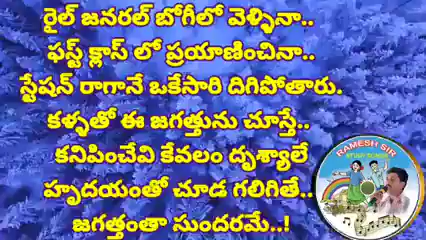 రైల్ జనరల్ బోగీలో వెళ్ళినా..
ఫస్ట్ క్లాస్ లో ప్రయాణించినా..
స్టేషన్ రాగానే ఒకేసారి దిగిపోతారు.
కళ్ళతో ఈ జగత్తును చూస్తే..
కనిపించేవి కేవలం దృశ్యాలే
హృదయంతో చూడ గలిగితే..
జగత్తంతా సుందరమే..!
RAMESH SIR